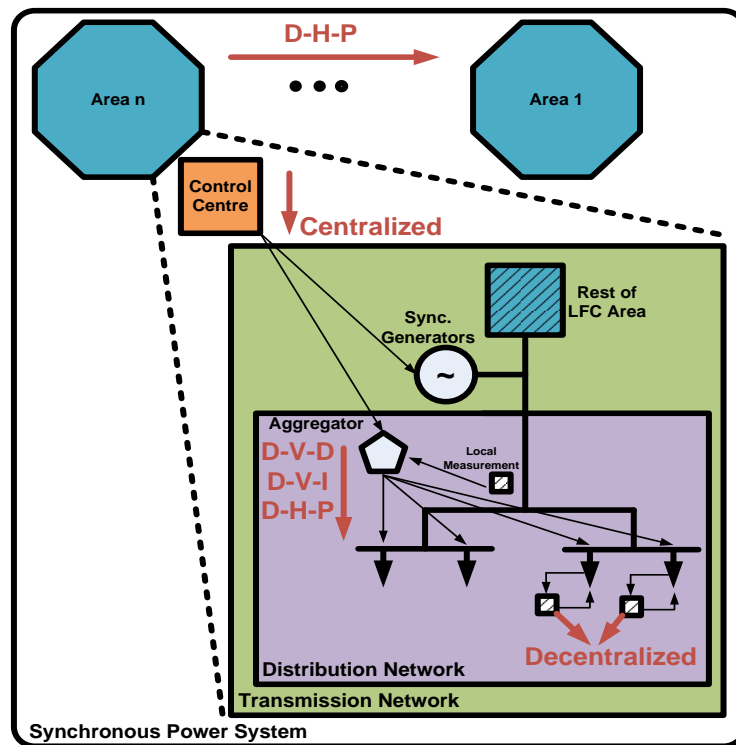 D-H-P
Area n
Area 1
Control
Centre
Centralized
Rest of
LFC Area
Sync.
Generators
~
Aggregator
D-V-D
D-V-I
D-H-P
Local
Measurement
Decentralized
Distribution Network
Transmission Network
Synchronous Power System